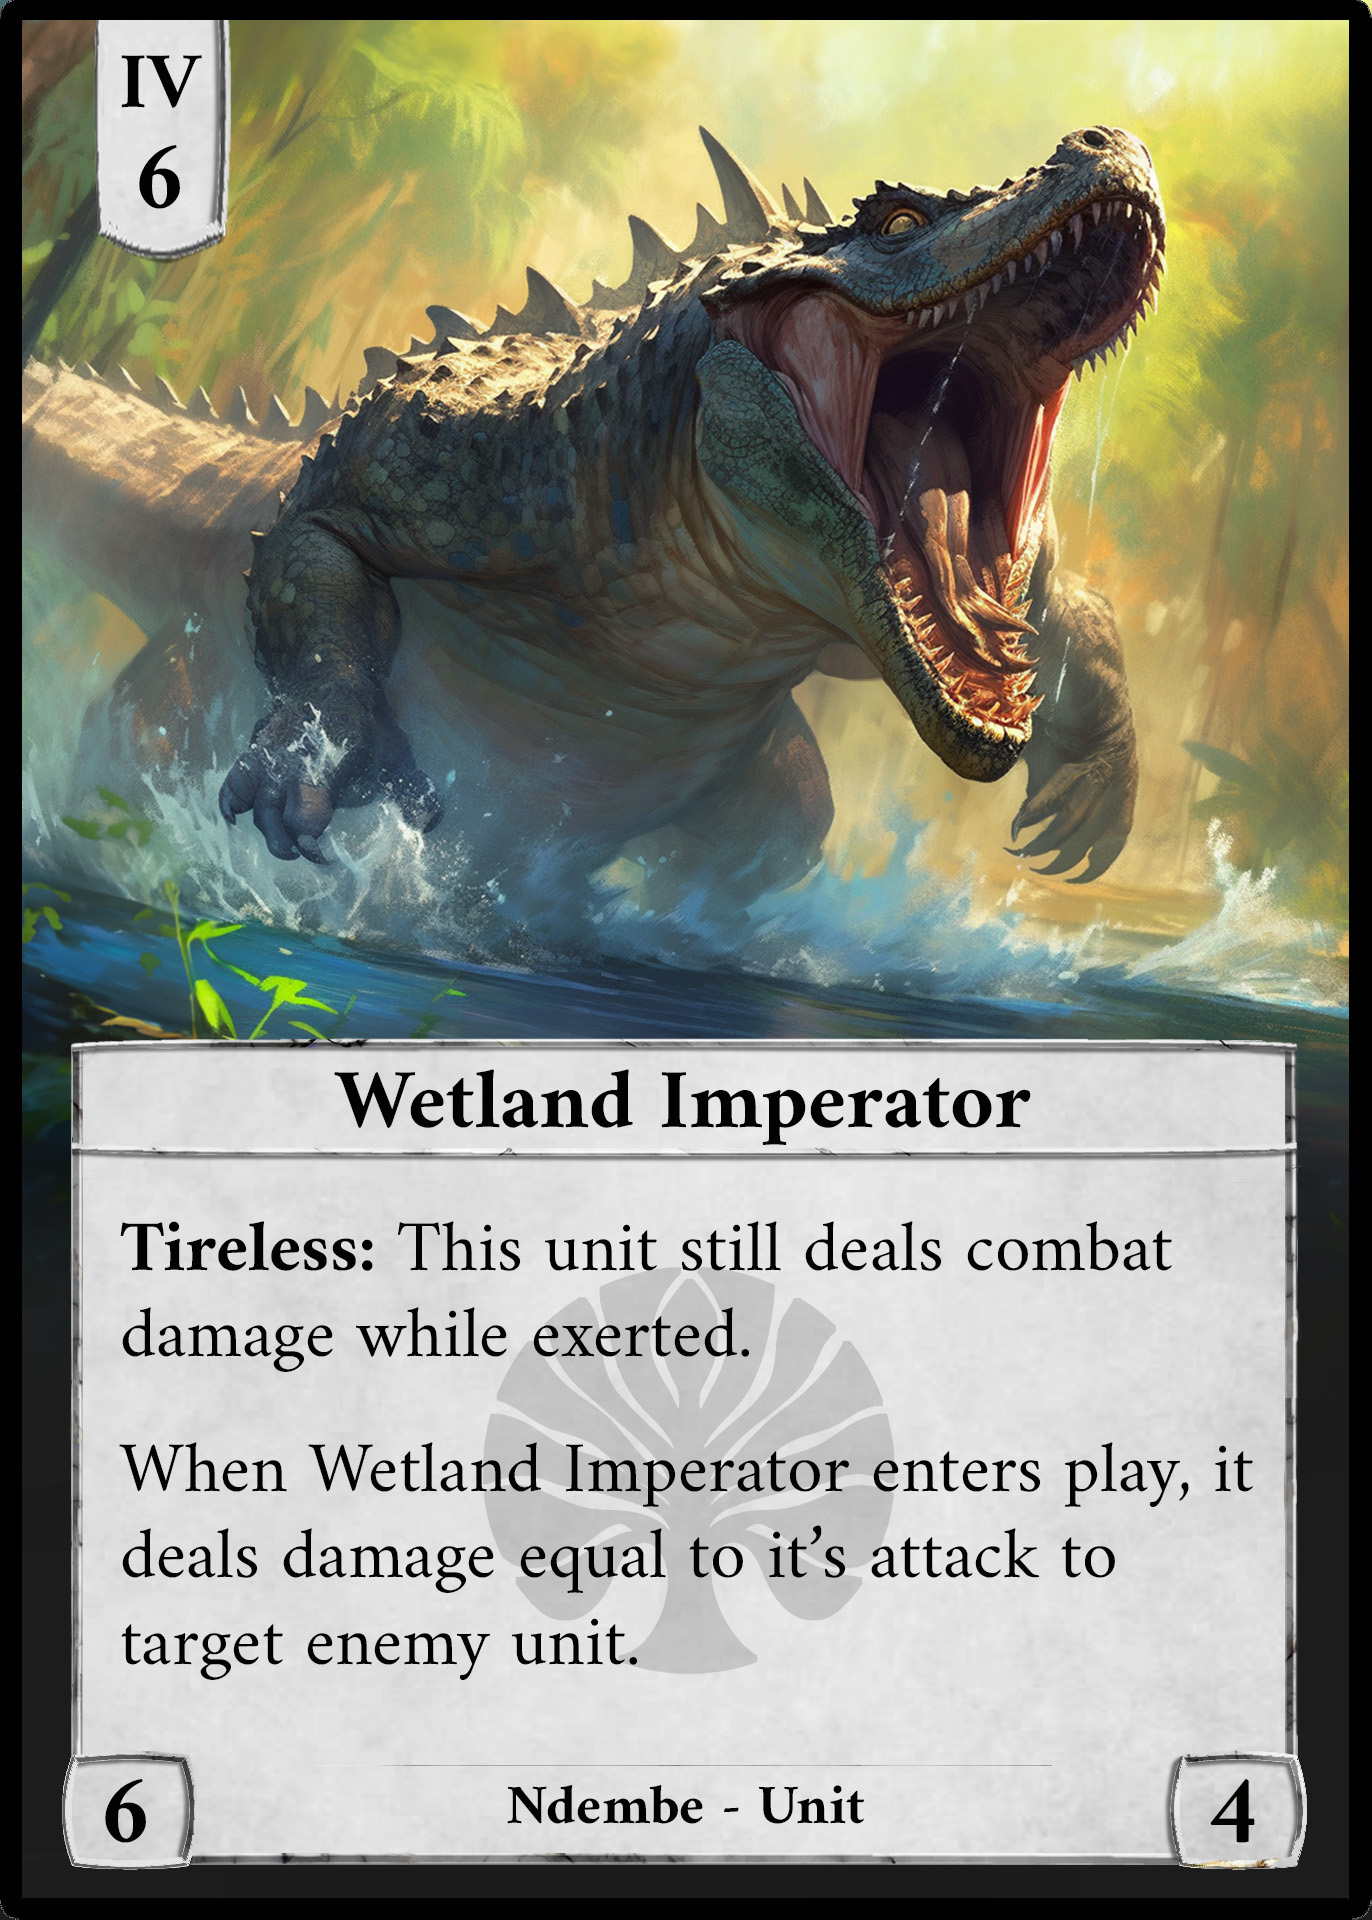 IV
6
Wetland Imperator
Tireless: This unit still deals combat
damage while exerted.
When Wetland Imperator enters play, it
deals damage equal to it’s attack to
target enemy unit.
6
Ndembe - Unit
4